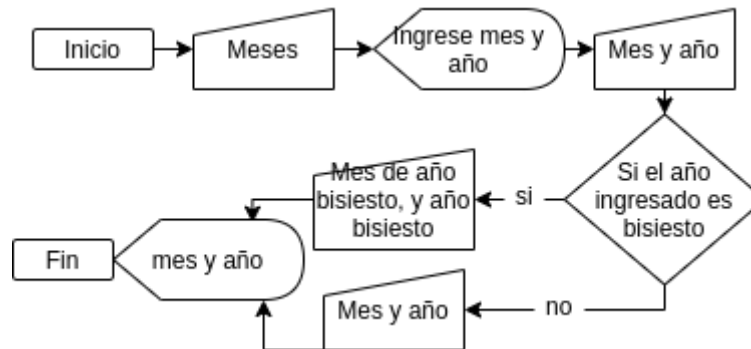 Inicio
Meses
Ingrese mes y
año
Mes y año
Si el año
ingresado es
bisiesto
si
Mes de año
bisiesto, y año
bisiesto
no
Mes y año
mes y año
Fin